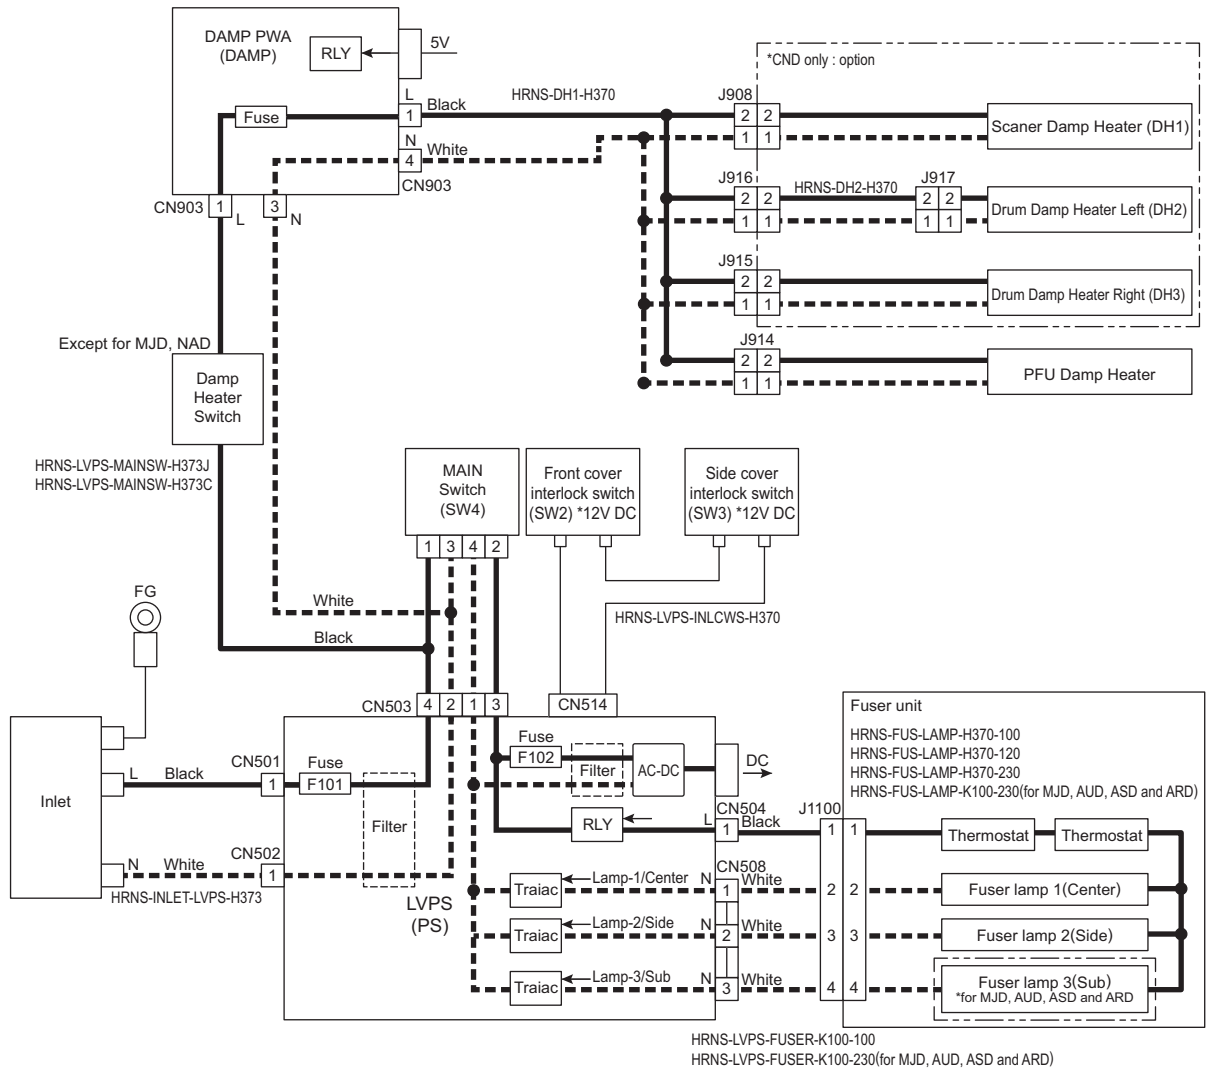 DAMP PWA
(DAMP)
RLY
5V
Fuse
L
1
Black
N
4
White
CN903
CN903
1
L
3
N
HRNS-DH1-H370
*CND only : option
J908
2 2
1 1
Scaner Damp Heater (DH1)
J916
2 2
1 1
HRNS-DH2-H370
J917
2 2
1 1
Drum Damp Heater Left (DH2)
J915
2 2
1 1
Drum Damp Heater Right (DH3)
J914
2 2
1 1
PFU Damp Heater
Except for MJD, NAD
Damp
Heater
Switch
HRNS-LVPS-MAINSW-H373J
HRNS-LVPS-MAINSW-H373C
MAIN
Switch
(SW4)
1 3 4 2
Front cover
interlock switch
(SW2) *12V DC
Side cover
interlock switch
(SW3) *12V DC
HRNS-LVPS-INLCWS-H370
White
Black
FG
CN503
4 2 1 3
CN514
Inlet
L
Black
CN501
1
Fuse
F101
Filter
N
White
CN502
1
HRNS-INLET-LVPS-H373
LVPS
(PS)
Fuse
F102
Filter
AC-DC
DC
RLY
CN504
L
1
Black
Traiac
Lamp-1/Center
N
CN508
1
White
Traiac
Lamp-2/Side
N
2
White
Traiac
Lamp-3/Sub
N
3
White
J1100
1 1
2 2
3 3
4 4
Fuser unit
HRNS-FUS-LAMP-H370-100
HRNS-FUS-LAMP-H370-120
HRNS-FUS-LAMP-H370-230
HRNS-FUS-LAMP-K100-230(for MJD, AUD, ASD and ARD)
Thermostat
Thermostat
Fuser lamp 1(Center)
Fuser lamp 2(Side)
Fuser lamp 3(Sub)
*for MJD, AUD, ASD and ARD
HRNS-LVPS-FUSER-K100-100
HRNS-LVPS-FUSER-K100-230(for MJD, AUD, ASD and ARD)